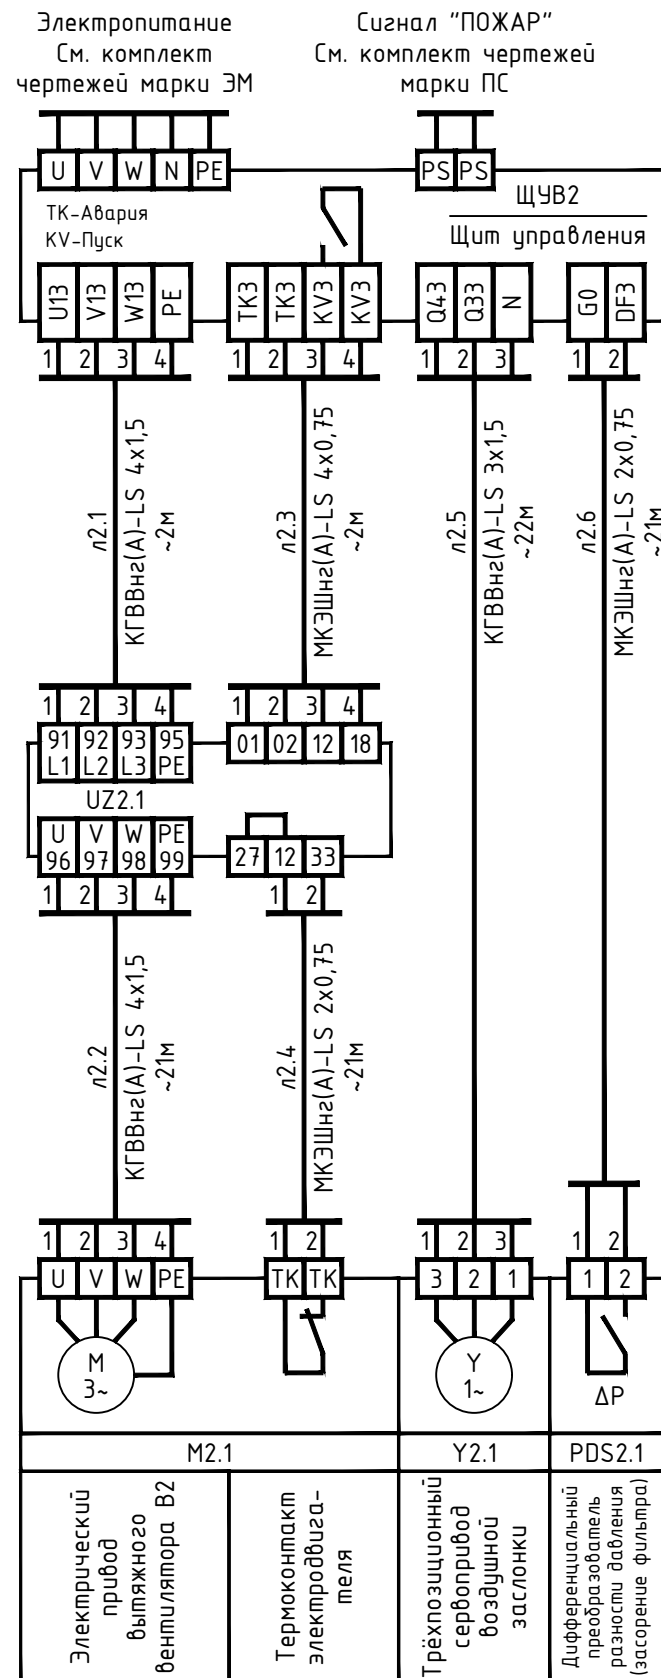 Электропитание
См. комплект
чертежей марки ЭМ
Сигнал "ПОЖАР"
См. комплект чертежей
марки ПС
U V W N PE
PS PS
ТК-Авария
KV-Пуск
ЩУВ2
Щит управления
U13 V13 W13 PE
TK3 TK3 KV3 KV3
Q43 Q33 N
G0 DF3
1 2 3 4
1 2 3 4
1 2 3
1 2
л2.1
КГВВнг(А)-LS 4x1,5
~2м
л2.3
МКЭШнг(А)-LS 4x0,75
~2м
л2.5
КГВВнг(А)-LS 3x1,5
~22м
л2.6
МКЭШнг(А)-LS 2x0,75
~21м
1 2 3 4
1 2 3 4
91 92 93 95
L1 L2 L3 PE
01 02 12 18
UZ2.1
U V W PE
96 97 98 99
27 12 33
1 2 3 4
1 2
л2.2
КГВВнг(А)-LS 4x1,5
~21м
л2.4
МКЭШнг(А)-LS 2x0,75
~21м
1 2 3 4
1 2
1 2 3
1 2
U V W PE
TK TK
3 2 1
1 2
M
3~
Y
1~
ΔP
M2.1
Y2.1
PDS2.1
Электрический
привод
вытяжного
вентилятора В2
Термоконтакт
электродвига-
теля
Трёхпозиционный
сервопривод
воздушной
заслонки
Дифференциальный
преобразователь
разности давления
(засорение фильтра)